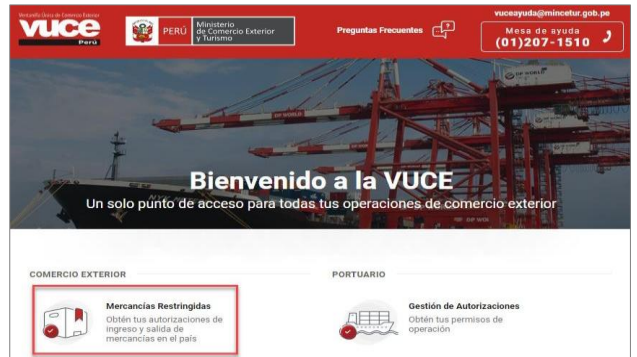 Ventanilla Única de Comercio Exterior
vuce
Perú
PERÚ
Ministerio
de Comercio Exterior
y Turismo
Preguntas Frecuentes
?
vuceayuda@mincetur.gob.pe
Mesa de ayuda
(01)207-1510
DP WORLD
Bienvenido a la VUCE
Un solo punto de acceso para todas tus operaciones de comercio exterior
COMERCIO EXTERIOR
Mercancías Restringidas
Obtén tus autorizaciones de
ingreso y salida de
mercancías en el país
PORTUARIO
Gestión de Autorizaciones
Obtén tus permisos de
operación